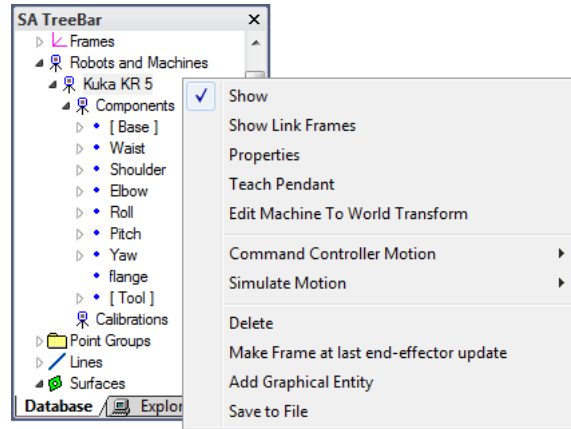 SA TreeBar
Frames
Robots and Machines
Kuka KR 5
Components
[ Base ]
Waist
Shoulder
Elbow
Roll
Pitch
Yaw
flange
[ Tool ]
Calibrations
Point Groups
Lines
Surfaces
Database
Explor
Show
Show Link Frames
Properties
Teach Pendant
Edit Machine To World Transform
Command Controller Motion
Simulate Motion
Delete
Make Frame at last end-effector update
Add Graphical Entity
Save to File